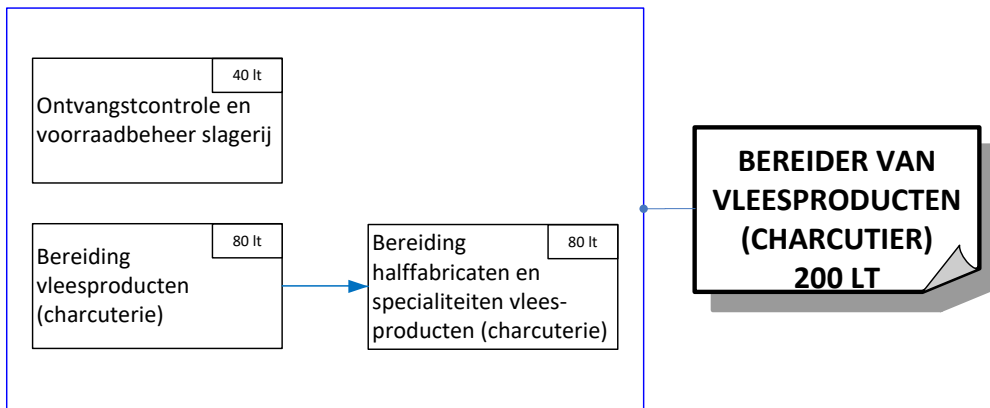 40 lt
Ontvangstcontrole en
voorraadbeheer slagerij
80 lt
Bereiding
vleesproducten
(charcuterie)
80 lt
Bereiding
halffabricaten en
specialiteiten vlees-
producten (charcuterie)
BEREIDER VAN
VLEESPRODUCTEN
(CHARCUTIER)
200 LT